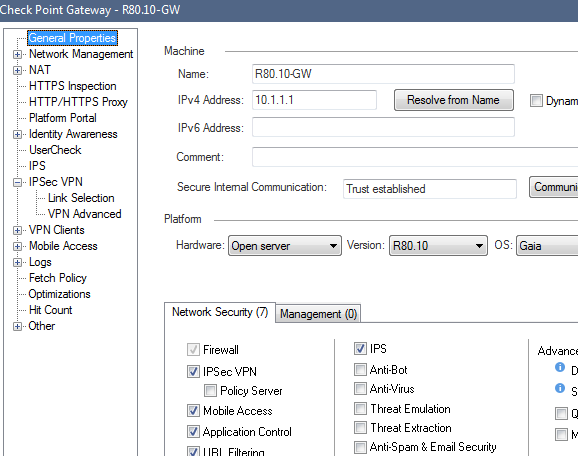 Check Point Gateway - R80.10-GW
General Properties
Network Management
NAT
HTTPS Inspection
HTTP/HTTPS Proxy
Platform Portal
Identity Awareness
UserCheck
IPS
IPSec VPN
Link Selection
VPN Advanced
VPN Clients
Mobile Access
Logs
Fetch Policy
Optimizations
Hit Count
Other
Machine
Name: R80.10-GW
IPv4 Address: 10.1.1.1 Resolve from Name Dynam
IPv6 Address:
Comment:
Secure Internal Communication: Trust established Communi
Platform
Hardware: Open server Version: R80.10 OS: Gaia
Network Security (7) Management (0)
Firewall
IPSec VPN
Policy Server
Mobile Access
Application Control
URL Filtering
IPS
Anti-Bot
Anti-Virus
Threat Emulation
Threat Extraction
Anti-Spam & Email Security
Advance
D
S
Q
M